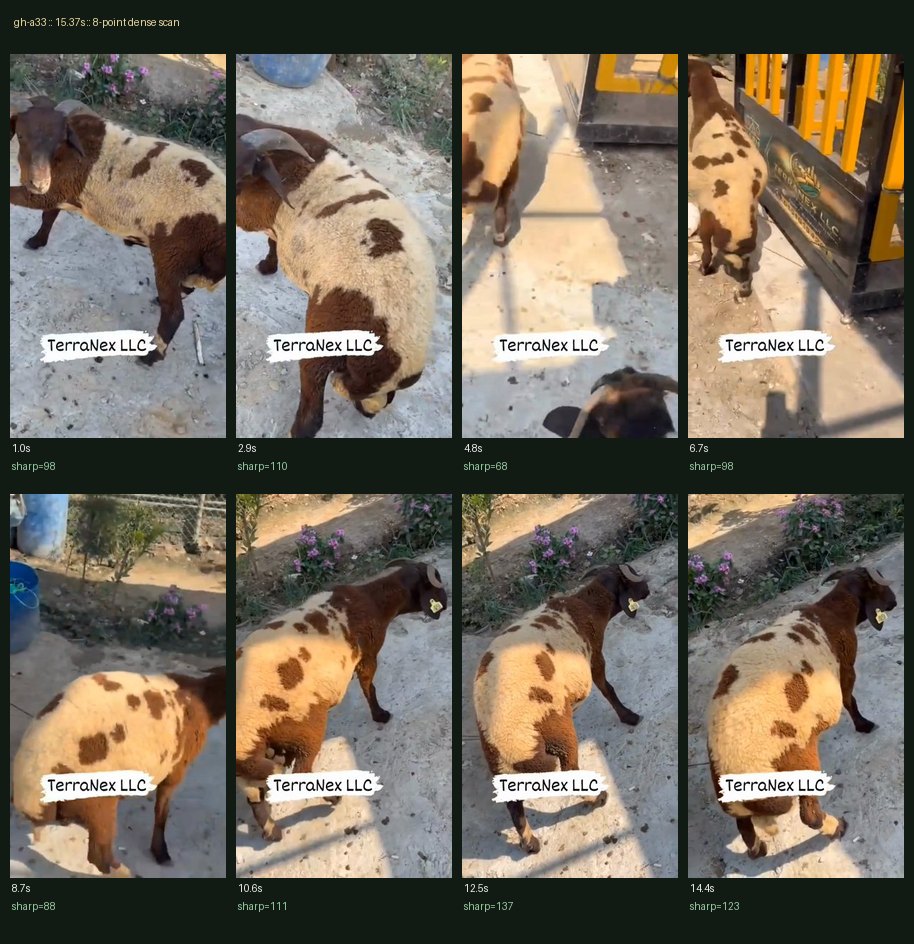 gh-a33 :: 15.37s :: 8-point dense scan
TerraNex LLC
TerraNex LLC
TerraNex LLC
TerraNex LLC
1.0s
2.9s
4.8s
6.7s
sharp=98
sharp=110
sharp=68
sharp=98
TerraNex LLC
TerraNex LLC
TerraNex LLC
TerraNex LLC
8.7s
10.6s
12.5s
14.4s
sharp=88
sharp=111
sharp=137
sharp=123